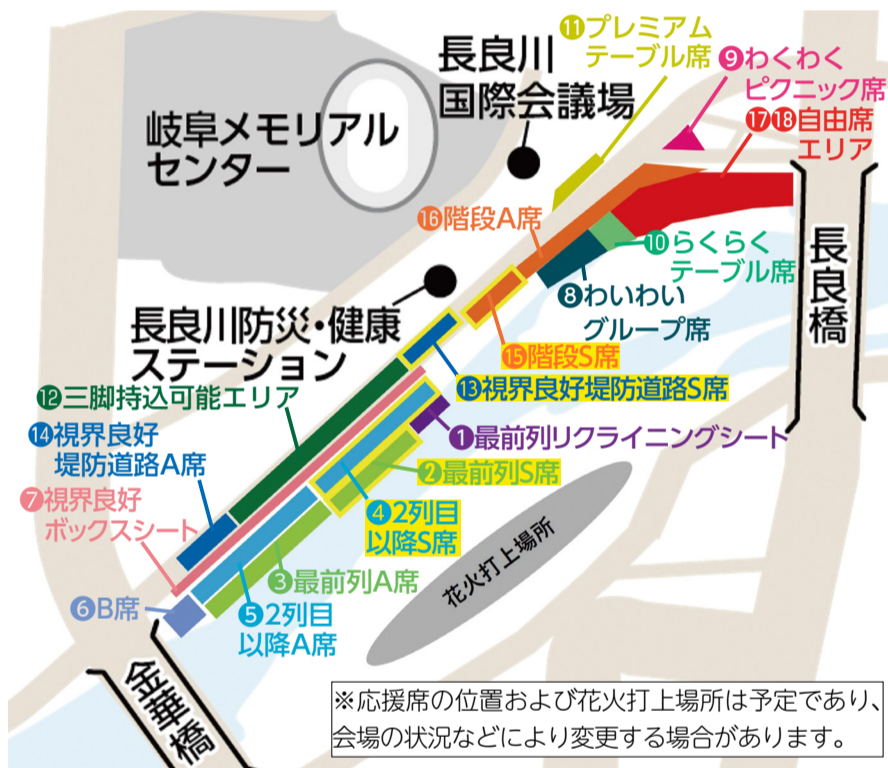 ⑪プレミアム
テーブル席
⑨わくわく
ピクニック席
⑰⑱自由席
エリア
長良川
国際会議場
岐阜メモリアル
センター
⑯階段A席
⑩らくらく
テーブル席
長良橋
⑧わいわい
グループ席
長良川防災・健康
ステーション
⑮階段S席
⑬視界良好堤防道路S席
⑫三脚持込可能エリア
①最前列リクライニングシート
⑭視界良好
堤防道路A席
②最前列S席
⑦視界良好
ボックスシート
④2列目
以降S席
花火打上場所
③最前列A席
⑥B席
⑤2列目
以降A席
金華橋
※応援席の位置および花火打上場所は予定であり、
会場の状況などにより変更する場合があります。